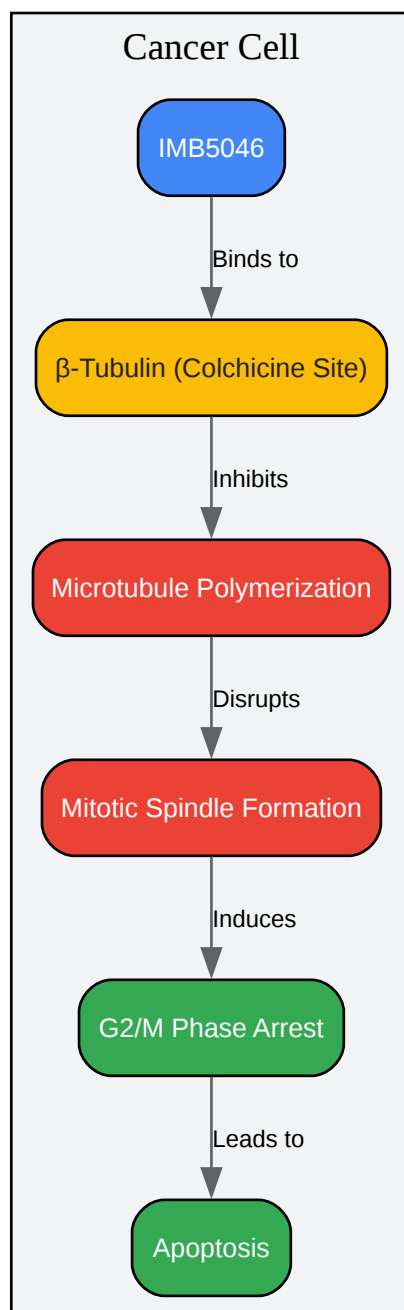 Cancer Cell
IMB5046
Binds to
β-Tubulin (Colchicine Site)
Inhibits
Microtubule Polymerization
Disrupts
Mitotic Spindle Formation
Induces
G2/M Phase Arrest
Leads to
Apoptosis